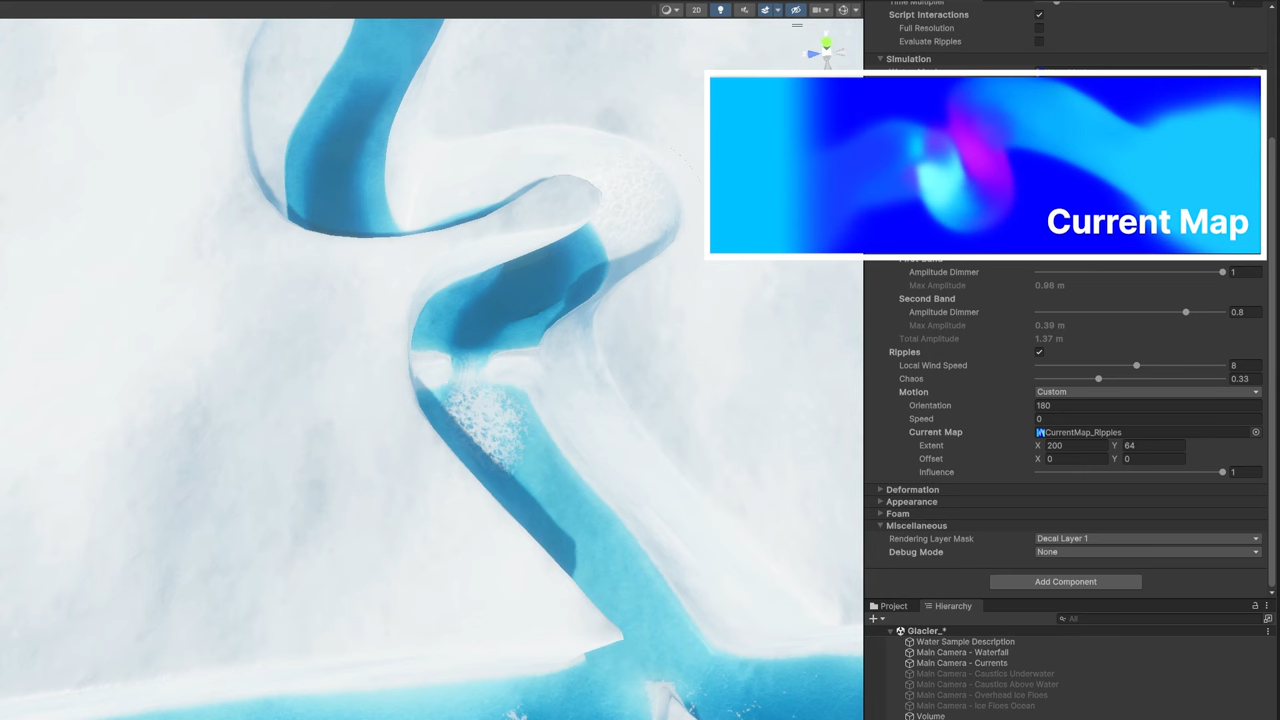 2D
Time Multiplier 1
Script Interactions
Full Resolution
Evaluate Ripples
Simulation
Current Map
First Band
Amplitude Dimmer 1
Max Amplitude 0.98 m
Second Band
Amplitude Dimmer 0.8
Max Amplitude 0.39 m
Total Amplitude 1.37 m
Ripples
Local Wind Speed 8
Chaos 0.33
Motion Custom
Orientation 180
Speed 0
Current Map CurrentMap_Ripples
Extent X 200 Y 64
Offset X 0 Y 0
Influence 1
Deformation
Appearance
Foam
Miscellaneous
Rendering Layer Mask Decal Layer 1
Debug Mode None
Add Component
Project Hierarchy
All
Glacier_*
Water Sample Description
Main Camera - Waterfall
Main Camera - Currents
Main Camera - Caustics Underwater
Main Camera - Caustics Above Water
Main Camera - Overhead Ice Floes
Main Camera - Ice Floes Ocean
Volume